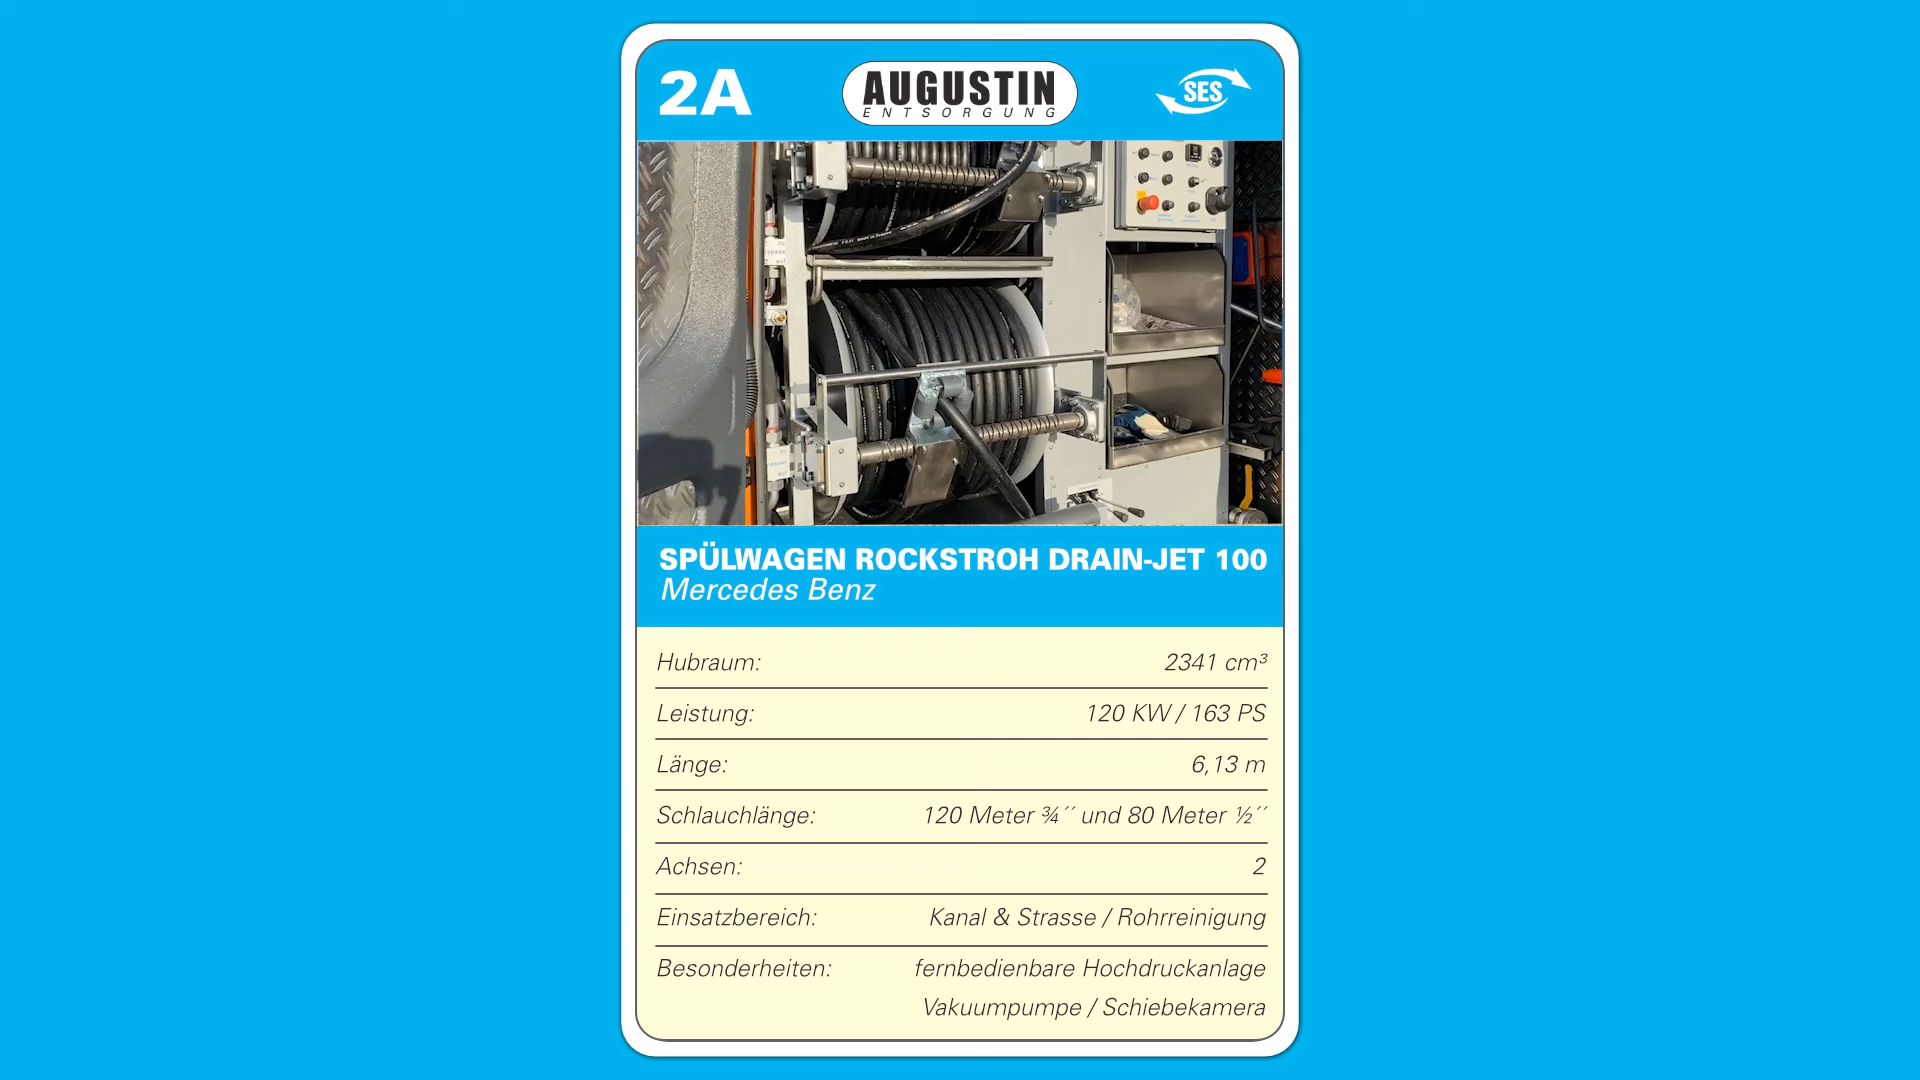 2A
AUGUSTIN
ENTSORGUNG
SES
SPÜLWAGEN ROCKSTROH DRAIN-JET 100
Mercedes Benz
Hubraum: 2341 cm³
Leistung: 120 KW / 163 PS
Länge: 6,13 m
Schlauchlänge: 120 Meter ¾´´ und 80 Meter ½´´
Achsen: 2
Einsatzbereich: Kanal & Strasse / Rohrreinigung
Besonderheiten: fernbedienbare Hochdruckanlage
Vakuumpumpe / Schiebekamera